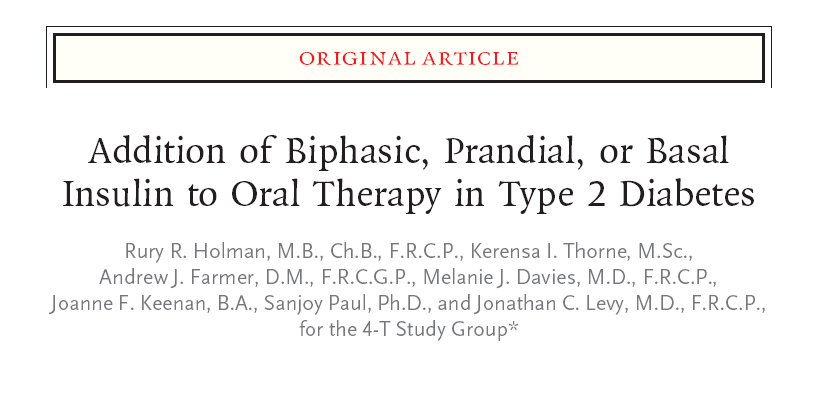 ORIGINAL ARTICLE
Addition of Biphasic, Prandial, or Basal
Insulin to Oral Therapy in Type 2 Diabetes
Rury R. Holman, M.B., Ch.B., F.R.C.P., Kerensa I. Thorne, M.Sc.,
Andrew J. Farmer, D.M., F.R.C.G.P., Melanie J. Davies, M.D., F.R.C.P.,
Joanne F. Keenan, B.A., Sanjoy Paul, Ph.D., and Jonathan C. Levy, M.D., F.R.C.P.,
for the 4-T Study Group*